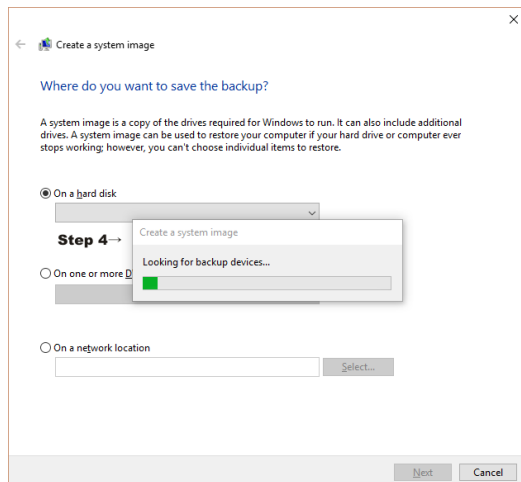 Create a system image
Where do you want to save the backup?
A system image is a copy of the drives required for Windows to run. It can also include additional
drives. A system image can be used to restore your computer if your hard drive or computer ever
stops working; however, you can't choose individual items to restore.
On a hard disk
Step 4→
Create a system image
Looking for backup devices...
On one or more D
On a network location
Select...
Next Cancel